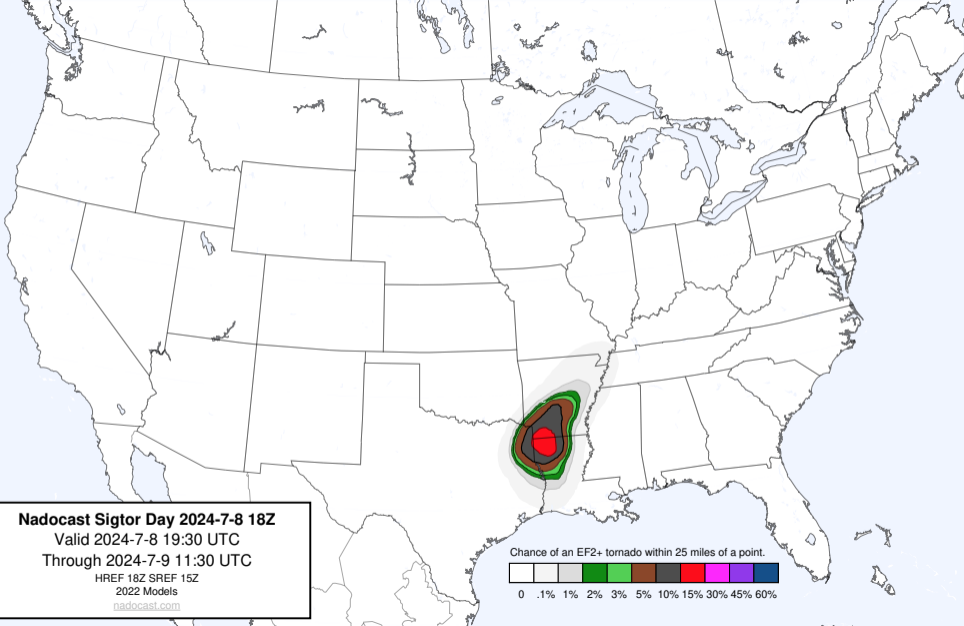 Nadocast Sigtor Day 2024-7-8 18Z
Valid 2024-7-8 19:30 UTC
Through 2024-7-9 11:30 UTC
HREF 18Z SREF 15Z
2022 Models
nadocast.com
Chance of an EF2+ tornado within 25 miles of a point.
0 .1% 1% 2% 3% 5% 10% 15% 30% 45% 60%